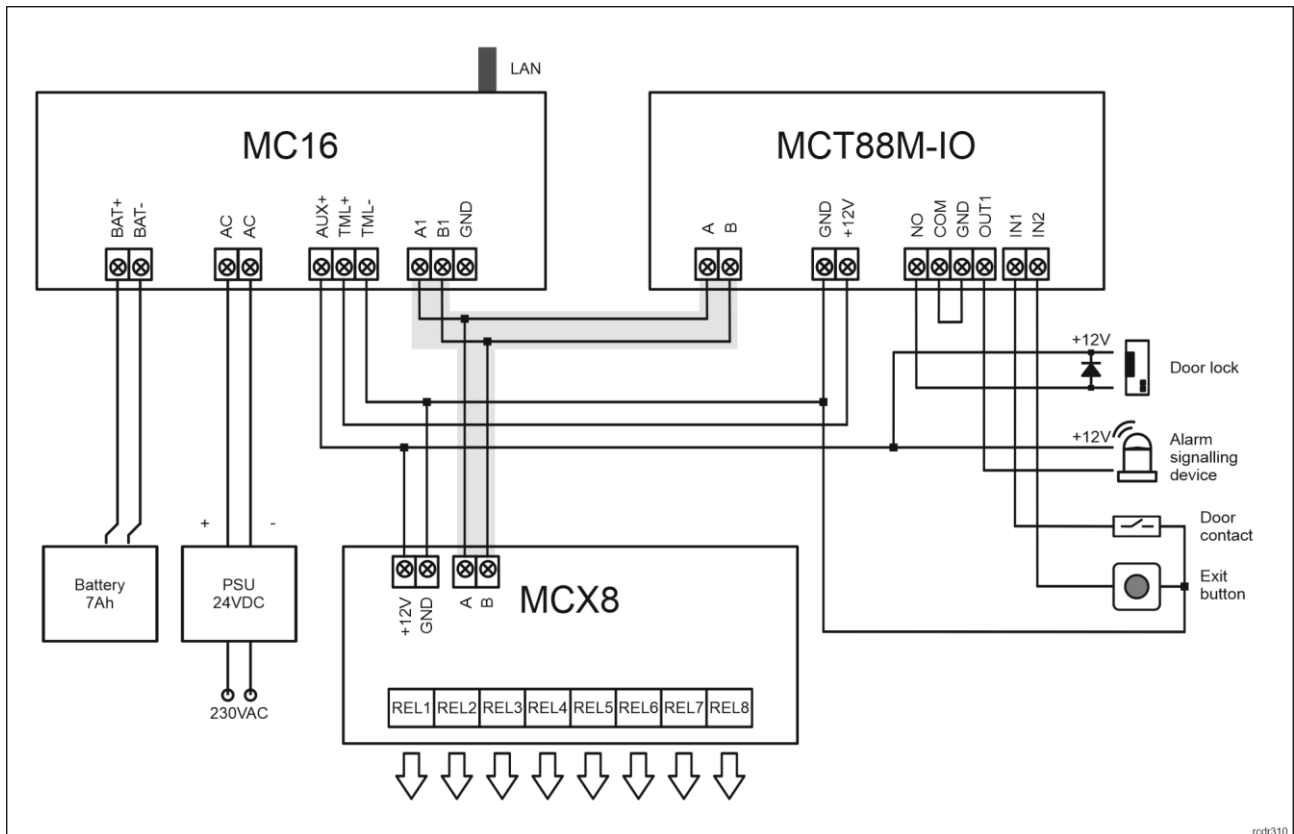 LAN
MC16
MCT88M-IO
BAT+
BAT-
AC
AC
AUX+
TML+
TML-
A1
B1
GND
A
B
GND
+12V
NO
COM
GND
OUT1
IN1
IN2
+12V
Door lock
+12V
Alarm
signalling
device
Door
contact
Exit
button
+
-
Battery
7Ah
PSU
24VDC
230VAC
+12V
GND
A
B
MCX8
REL1
REL2
REL3
REL4
REL5
REL6
REL7
REL8
rcdr310